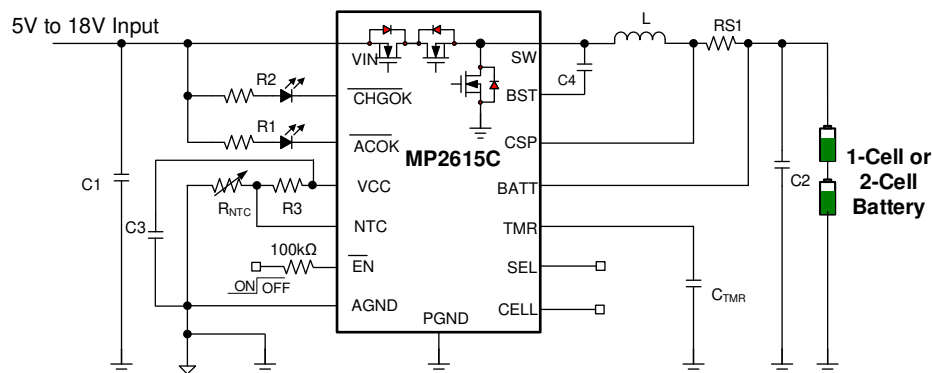 5V to 18V Input
L
RS1
VIN
SW
R2
C4
CHGOK
BST
R1
ACOK
CSP
MP2615C
1-Cell or
2-Cell
Battery
C1
C2
VCC
BATT
RNTC
R3
C3
NTC
TMR
100kΩ
EN
SEL
ON OFF
AGND
CELL
CTMR
PGND